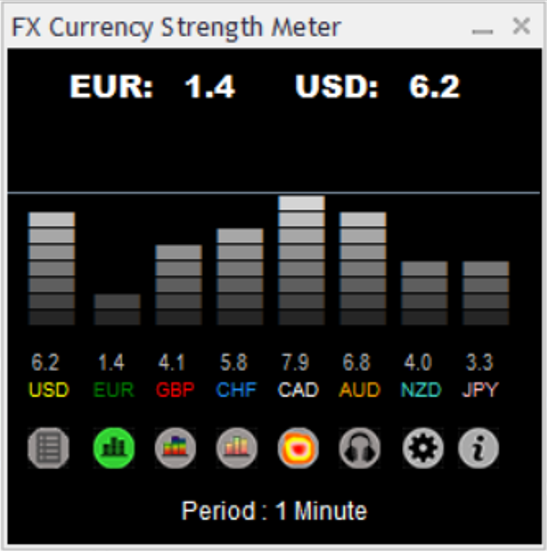 FX Currency Strength Meter
EUR: 1.4 USD: 6.2
6.2 1.4 4.1 5.8 7.9 6.8 4.0 3.3
USD EUR GBP CHF CAD AUD NZD JPY
Period : 1 Minute